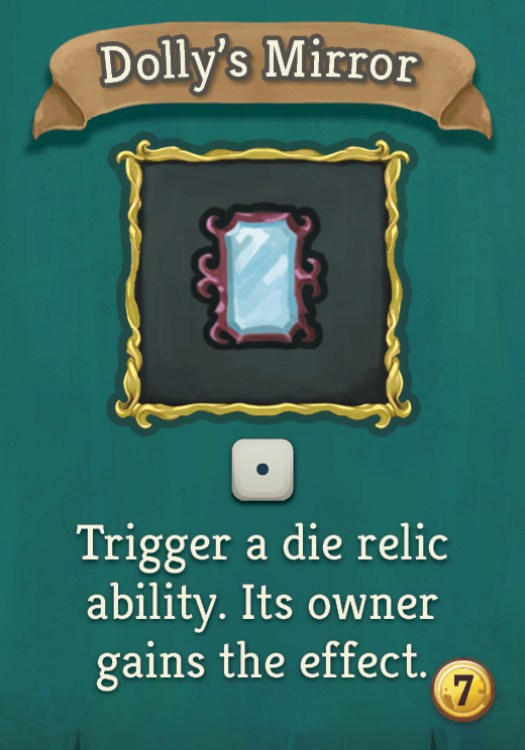 Dolly's Mirror
Trigger a die relic
ability. Its owner
gains the effect.
7